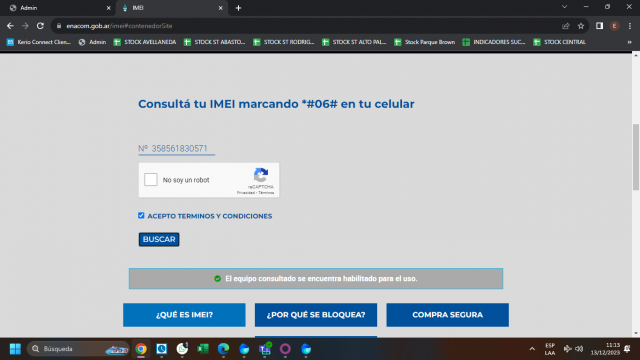 Admin
IMEI
enacom.gob.ar/imei#contenedorSite
E
Kerio Connect Clien...
Admin
STOCK AVELLANEDA
STOCK ST ABASTO...
STOCK ST RODRIG...
STOCK ST ALTO PAL...
Stock Parque Brown
INDICADORES SUC...
STOCK CENTRAL
Consultá tu IMEI marcando *#06# en tu celular
Nº 358561830571
No soy un robot
reCAPTCHA
Privacidad - Términos
ACEPTO TERMINOS Y CONDICIONES
BUSCAR
El equipo consultado se encuentra habilitado para el uso.
¿QUÉ ES IMEI?
¿POR QUÉ SE BLOQUEA?
COMPRA SEGURA
Búsqueda
ESP
LAA
11:13
13/12/2023